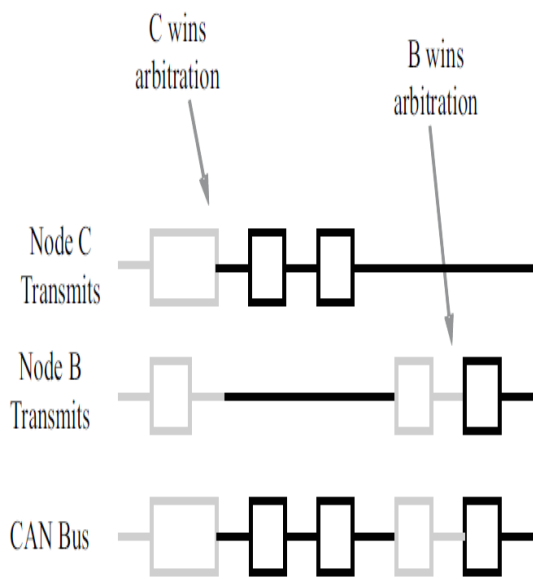 C wins
arbitration
B wins
arbitration
Node C
Transmits
Node B
Transmits
CAN Bus